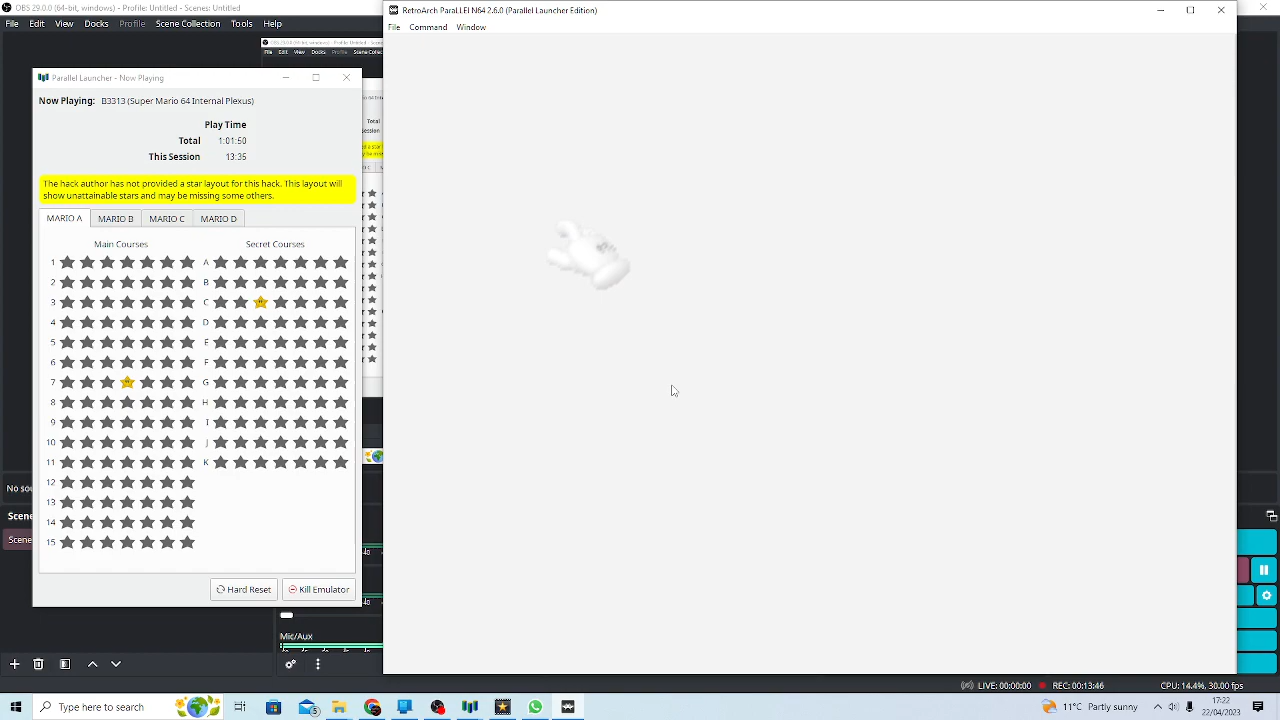 OBS 29.0.0 (64-bit, windows) - Profile: Untitled - Scenes: Untitled
File Edit View Docks Profile Scene Collection Tools Help
RetroArch ParaLLEl N64 2.6.0 (Parallel Launcher Edition)
File Command Window
Parallel Launcher - Now Playing
Now Playing: B3313 (Super Mario 64 Internal Plexus)
Play Time
Total 1:01:50
This Session 13:35
The hack author has not provided a star layout for this hack. This layout will
show unattainable stars and may be missing some others.
MARIO A MARIO B MARIO C MARIO D
Main Courses Secret Courses
1 A
2 B
3 C
4 D
5 E
6 F
7 G
8 H
9 I
10 J
11 K
12
13
14
15
Hard Reset Kill Emulator
No sou
Scene
Scene
Mic/Aux
LIVE: 00:00:00 REC: 00:13:46 CPU: 14.4%, 30.00 fps
Type here to search
5
11°C Partly sunny
17:22
22/04/2023